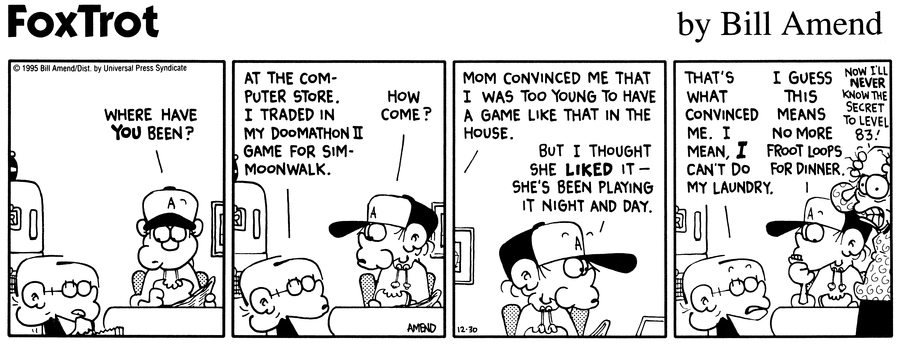 FoxTrot
by Bill Amend
© 1995 Bill Amend/Dist. by Universal Press Syndicate
WHERE HAVE
YOU BEEN?
AT THE COM-
PUTER STORE.
I TRADED IN
MY DOOMATHON II
GAME FOR SIM-
MOONWALK.
HOW
COME?
A
AMEND
MOM CONVINCED ME THAT
I WAS TOO YOUNG TO HAVE
A GAME LIKE THAT IN THE
HOUSE.
BUT I THOUGHT
SHE LIKED IT —
SHE'S BEEN PLAYING
IT NIGHT AND DAY.
A
12-30
THAT'S
WHAT
CONVINCED
ME. I
MEAN, I
CAN'T DO
MY LAUNDRY.
I GUESS
THIS
MEANS
NO MORE
FROOT LOOPS
FOR DINNER.
NOW I'LL
NEVER
KNOW THE
SECRET
TO LEVEL
83!
A
A